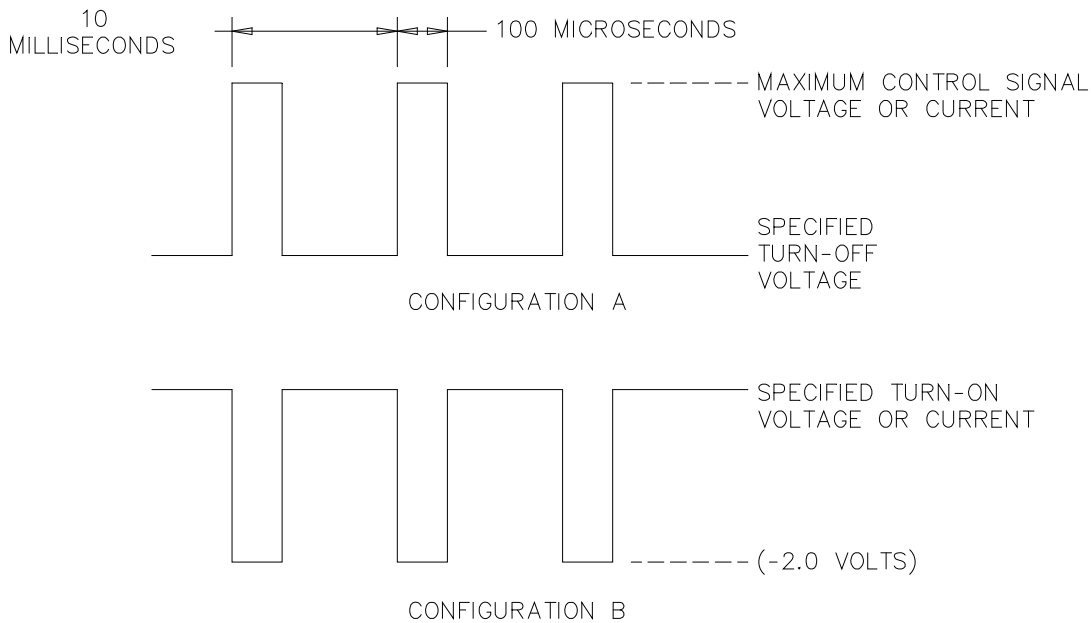 10
MILLISECONDS
100 MICROSECONDS
MAXIMUM CONTROL SIGNAL
VOLTAGE OR CURRENT
SPECIFIED
TURN-OFF
VOLTAGE
CONFIGURATION A
SPECIFIED TURN-ON
VOLTAGE OR CURRENT
(-2.0 VOLTS)
CONFIGURATION B